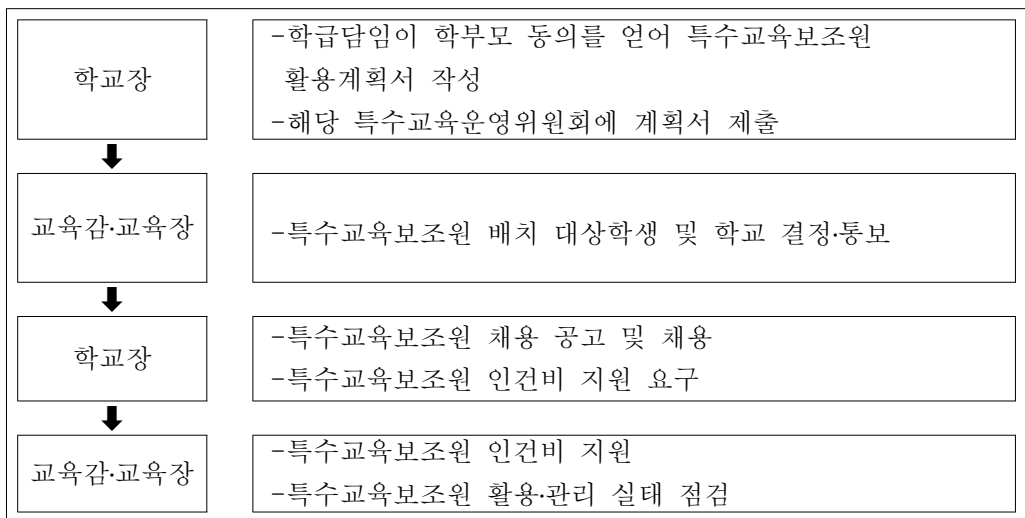 학교장
-학급담임이 학부모 동의를 얻어 특수교육보조원
활용계획서 작성
-해당 특수교육운영위원회에 계획서 제출
교육감·교육장
-특수교육보조원 배치 대상학생 및 학교 결정·통보
학교장
-특수교육보조원 채용 공고 및 채용
-특수교육보조원 인건비 지원 요구
교육감·교육장
-특수교육보조원 인건비 지원
-특수교육보조원 활용·관리 실태 점검